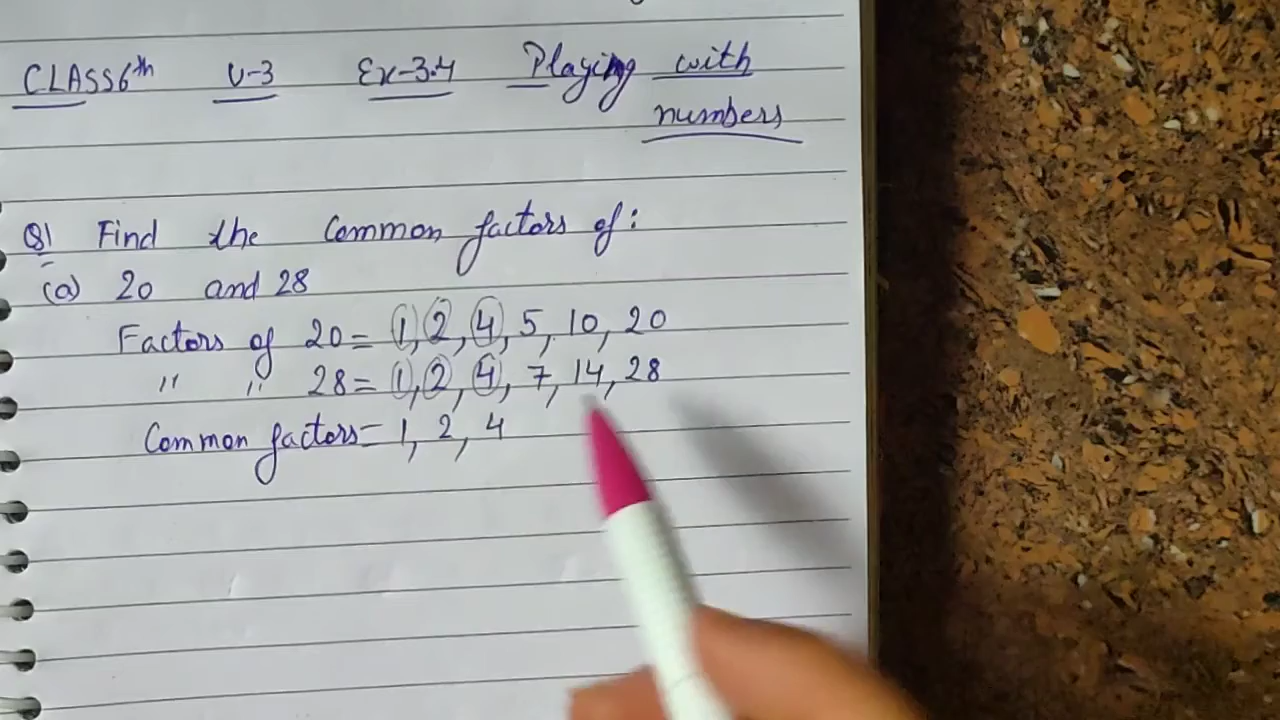 CLASS 6th U-3 Ex-3.4 Playing with
numbers
Q1 Find the Common factors of:
(a) 20 and 28
Factors of 20 = 1, 2, 4, 5, 10, 20
" " 28 = 1, 2, 4, 7, 14, 28
Common factors = 1, 2, 4